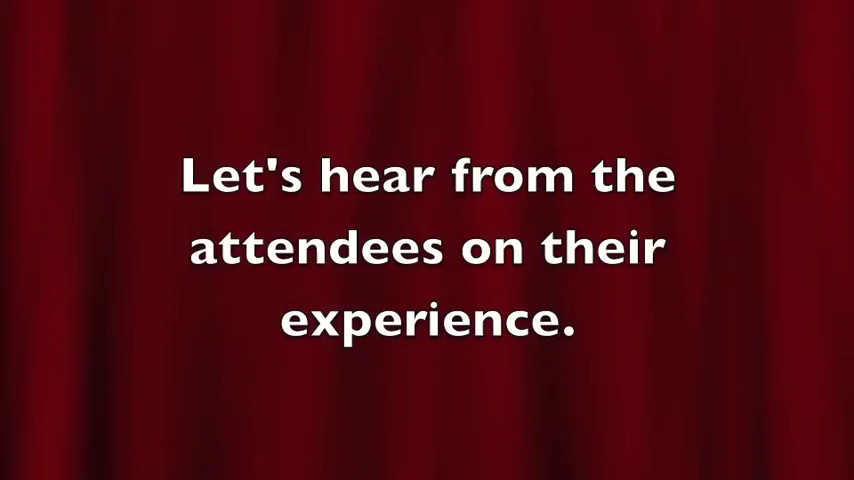 Let's hear from the
attendees on their
experience.